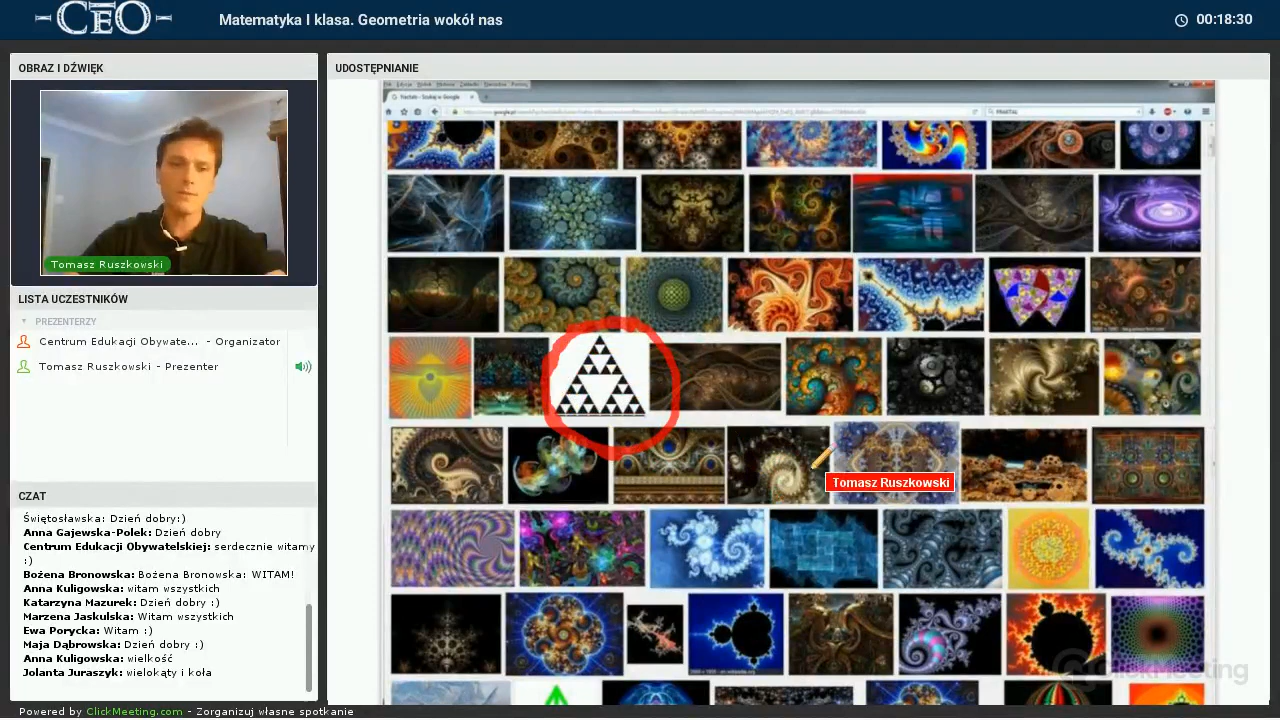 CEO
Matematyka I klasa. Geometria wokół nas
00:18:30
OBRAZ I DŹWIĘK
UDOSTĘPNIANIE
Tomasz Ruszkowski
LISTA UCZESTNIKÓW
PREZENTERZY
Centrum Edukacji Obywate... - Organizator
Tomasz Ruszkowski - Prezenter
Tomasz Ruszkowski
CZAT
Świętosławska: Dzień dobry:)
Anna Gajewska-Polek: Dzień dobry
Centrum Edukacji Obywatelskiej: serdecznie witamy
:)
Bożena Bronowska: Bożena Bronowska: WITAM!
Anna Kuligowska: witam wszystkich
Katarzyna Mazurek: Dzień dobry :)
Marzena Jaskulska: Witam wszystkich
Ewa Porycka: Witam :)
Maja Dąbrowska: Dzień dobry :)
Anna Kuligowska: wielkość
Jolanta Juraszyk: wielokąty i koła
ClickMeeting
Powered by ClickMeeting.com - Zorganizuj własne spotkanie